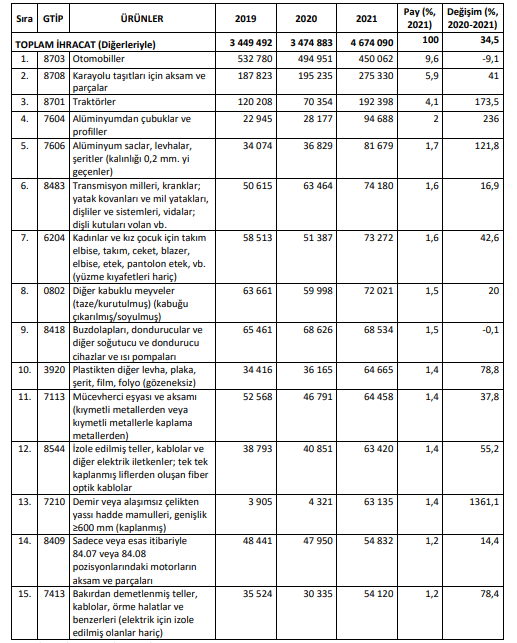 Sıra GTİP ÜRÜNLER 2019 2020 2021 Pay (%, 2021) Değişim (%, 2020-2021)
TOPLAM İHRACAT (Diğerleriyle) 3 449 492 3 474 883 4 674 090 100 34,5
1. 8703 Otomobiller 532 780 494 951 450 062 9,6 -9,1
2. 8708 Karayolu taşıtları için aksam ve 187 823 195 235 275 330 5,9 41
parçalar
3. 8701 Traktörler 120 208 70 354 192 398 4,1 173,5
4. 7604 Alüminyumdan çubuklar ve 22 945 28 177 94 688 2 236
profiller
5. 7606 Alüminyum saclar, levhalar, 34 074 36 829 81 679 1,7 121,8
şeritler (kalınlığı 0,2 mm. yi
geçenler)
6. 8483 Transmisyon milleri, kranklar; 50 615 63 464 74 180 1,6 16,9
yatak kovanları ve mil yatakları,
dişliler ve sistemleri, vidalar;
dişli kutuları volan vb.
7. 6204 Kadınlar ve kız çocuk için takım 58 513 51 387 73 272 1,6 42,6
elbise, takım, ceket, blazer,
elbise, etek, pantolon etek, vb.
(yüzme kıyafetleri hariç)
8. 0802 Diğer kabuklu meyveler 63 661 59 998 72 021 1,5 20
(taze/kurutulmuş) (kabuğu
çıkarılmış/soyulmuş)
9. 8418 Buzdolapları, dondurucular ve 65 461 68 626 68 534 1,5 -0,1
diğer soğutucu ve dondurucu
cihazlar ve ısı pompaları
10. 3920 Plastikten diğer levha, plaka, 34 416 36 165 64 665 1,4 78,8
şerit, film, folyo (gözeneksiz)
11. 7113 Mücevherci eşyası ve aksamı 52 568 46 791 64 458 1,4 37,8
(kıymetli metallerden veya
kıymetli metallerle kaplama
metallerden)
12. 8544 İzole edilmiş teller, kablolar ve 38 793 40 851 63 420 1,4 55,2
diğer elektrik iletkenler; tek tek
kaplanmış liflerden oluşan fiber
optik kablolar
13. 7210 Demir veya alaşımsız çelikten 3 905 4 321 63 135 1,4 1361,1
yassı hadde mamulleri, genişlik
≥600 mm (kaplanmış)
14. 8409 Sadece veya esas itibariyle 48 441 47 950 54 832 1,2 14,4
84.07 veya 84.08
pozisyonlarındaki motorların
aksam ve parçaları
15. 7413 Bakırdan demetlenmiş teller, 35 524 30 335 54 120 1,2 78,4
kablolar, örme halatlar ve
benzerleri (elektrik için izole
edilmiş olanlar hariç)